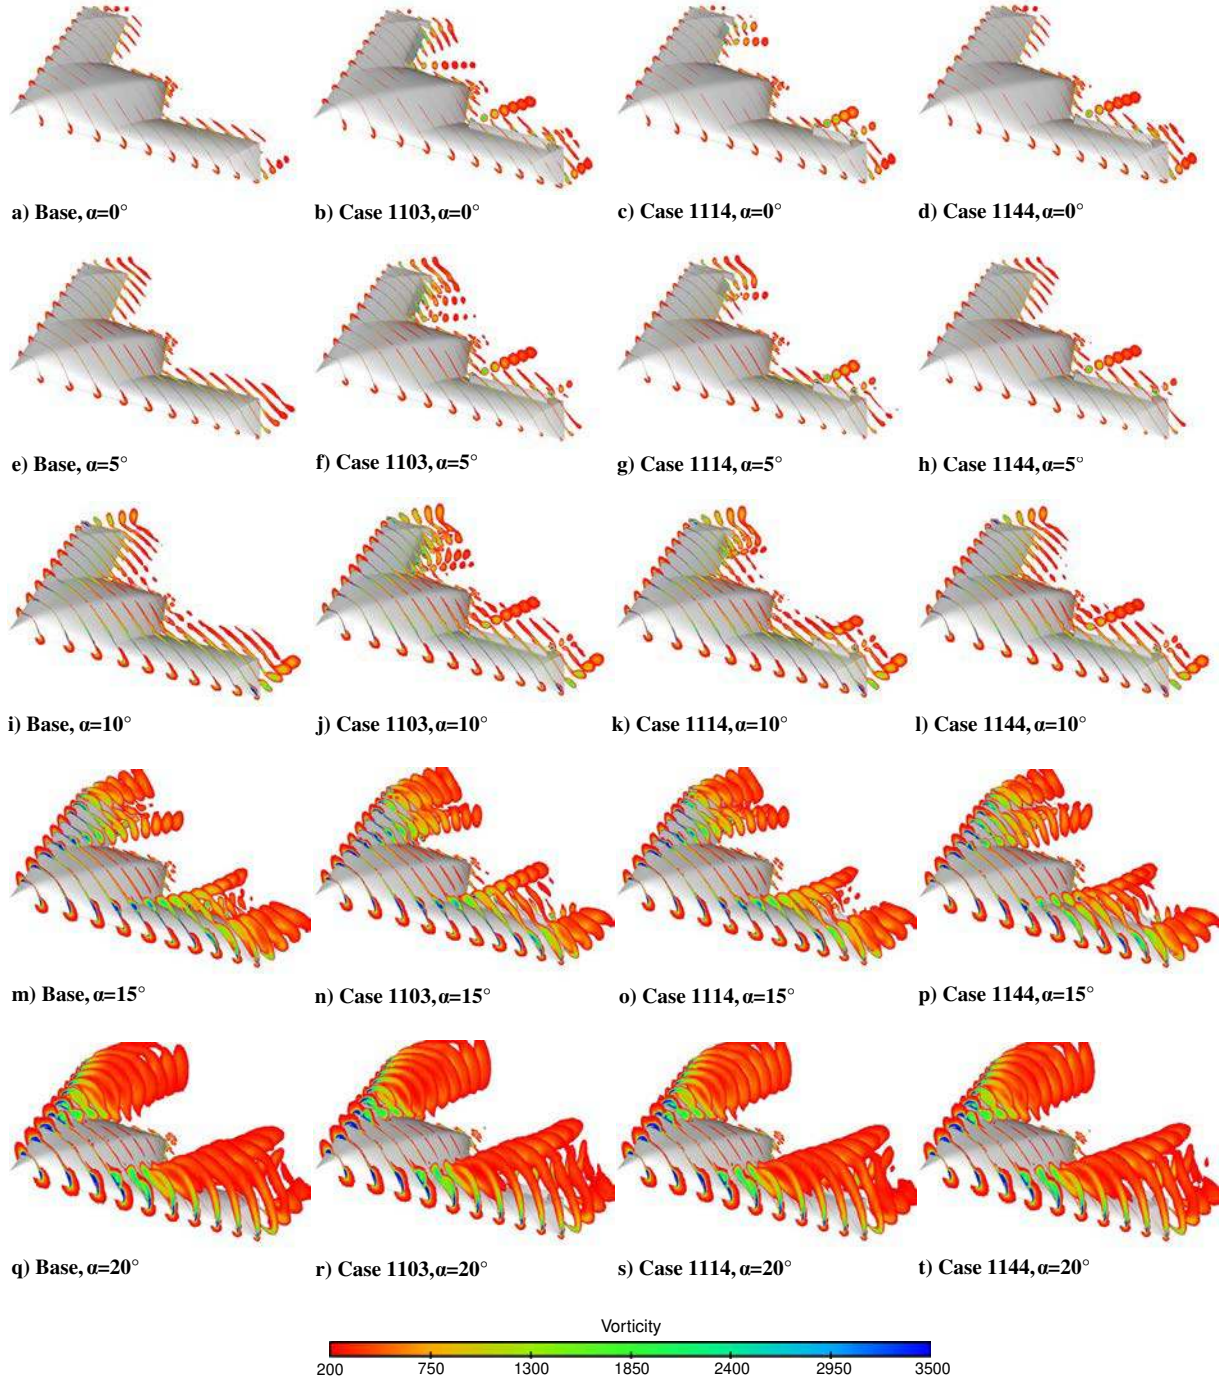 a) Base, α=0°
b) Case 1103, α=0°
c) Case 1114, α=0°
d) Case 1144, α=0°
e) Base, α=5°
f) Case 1103, α=5°
g) Case 1114, α=5°
h) Case 1144, α=5°
i) Base, α=10°
j) Case 1103, α=10°
k) Case 1114, α=10°
l) Case 1144, α=10°
m) Base, α=15°
n) Case 1103, α=15°
o) Case 1114, α=15°
p) Case 1144, α=15°
q) Base, α=20°
r) Case 1103, α=20°
s) Case 1114, α=20°
t) Case 1144, α=20°
Vorticity
200 750 1300 1850 2400 2950 3500